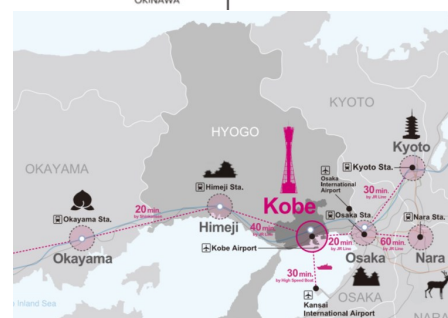 OKINAWA
KYOTO
HYOGO
Kyoto
OKAYAMA
Osaka
International
Airport
Kyoto Sta.
Himeji Sta.
20 min.
30 min.
by JR Line
Kobe
Okayama Sta.
Osaka Sta.
Nara Sta.
Himeji
40 min.
Kobe Airport
20 min.
by JR Line
60 min.
by JR Line
Okayama
Osaka
Nara
30 min.
by High Speed Boat
OSAKA
Kansai
International Airport
Inland Sea
NARA